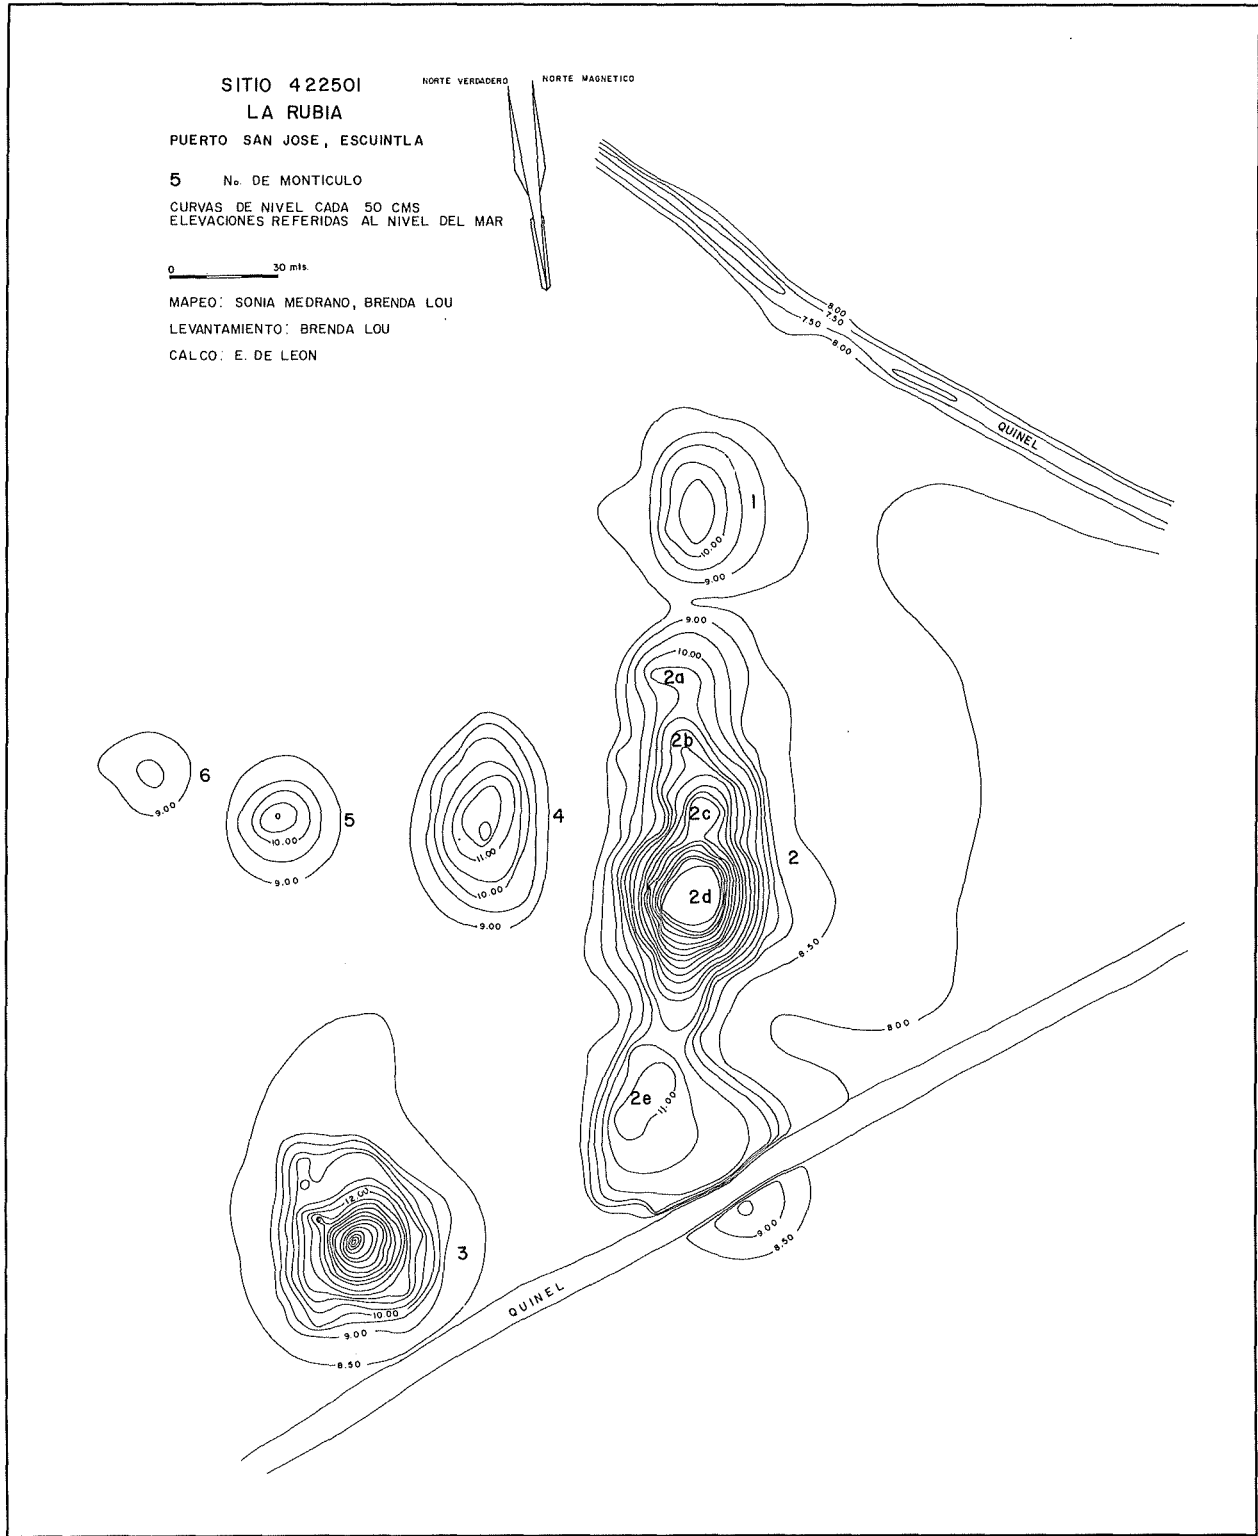 SITIO 422501
LA RUBIA
PUERTO SAN JOSE, ESCUINTLA
5 No. DE MONTICULO
CURVAS DE NIVEL CADA 50 CMS
ELEVACIONES REFERIDAS AL NIVEL DEL MAR
0 30 mts.
MAPEO: SONIA MEDRANO, BRENDA LOU
LEVANTAMIENTO: BRENDA LOU
CALCO: E. DE LEON
NORTE VERDADERO
NORTE MAGNETICO
8.00
7.50
7.50
8.00
QUINEL
1
10.00
9.00
9.00
10.00
2a
2b
2c
2
2d
8.50
6
9.00
5
10.00
9.00
4
11.00
10.00
9.00
800
2e
11.00
12.00
3
10.00
9.00
8.50
9.00
8.50
QUINEL